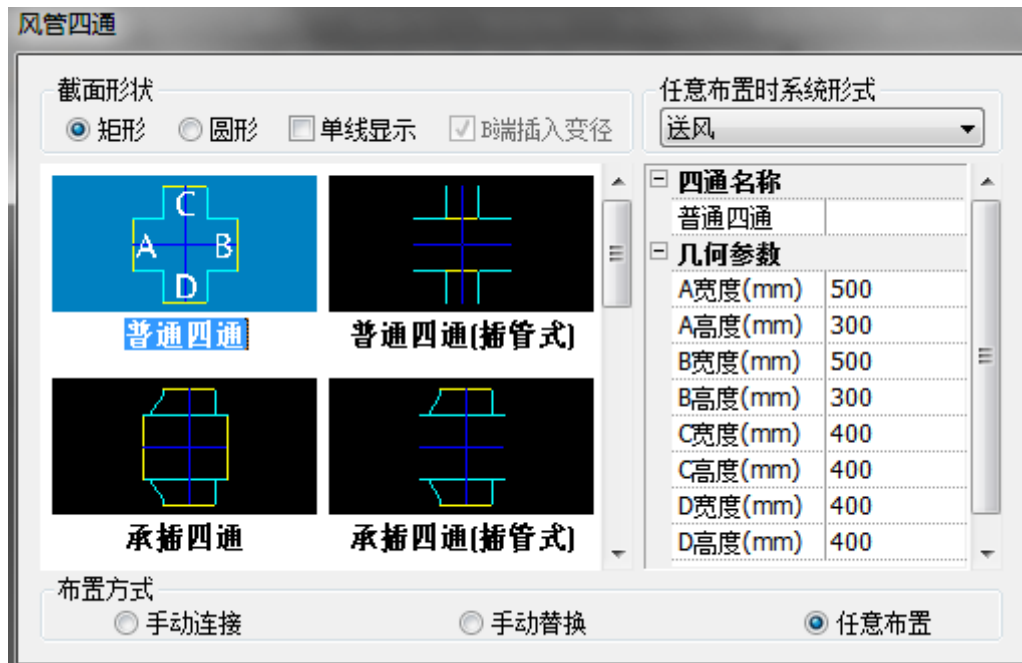 风管四通
截面形状
矩形 圆形 单线显示 B端插入变径
任意布置时系统形式
送风
C
A B
D
普通四通
普通四通(插管式)
承插四通
承插四通(插管式)
四通名称
普通四通
几何参数
A宽度(mm) 500
A高度(mm) 300
B宽度(mm) 500
B高度(mm) 300
C宽度(mm) 400
C高度(mm) 400
D宽度(mm) 400
D高度(mm) 400
布置方式
手动连接 手动替换 任意布置